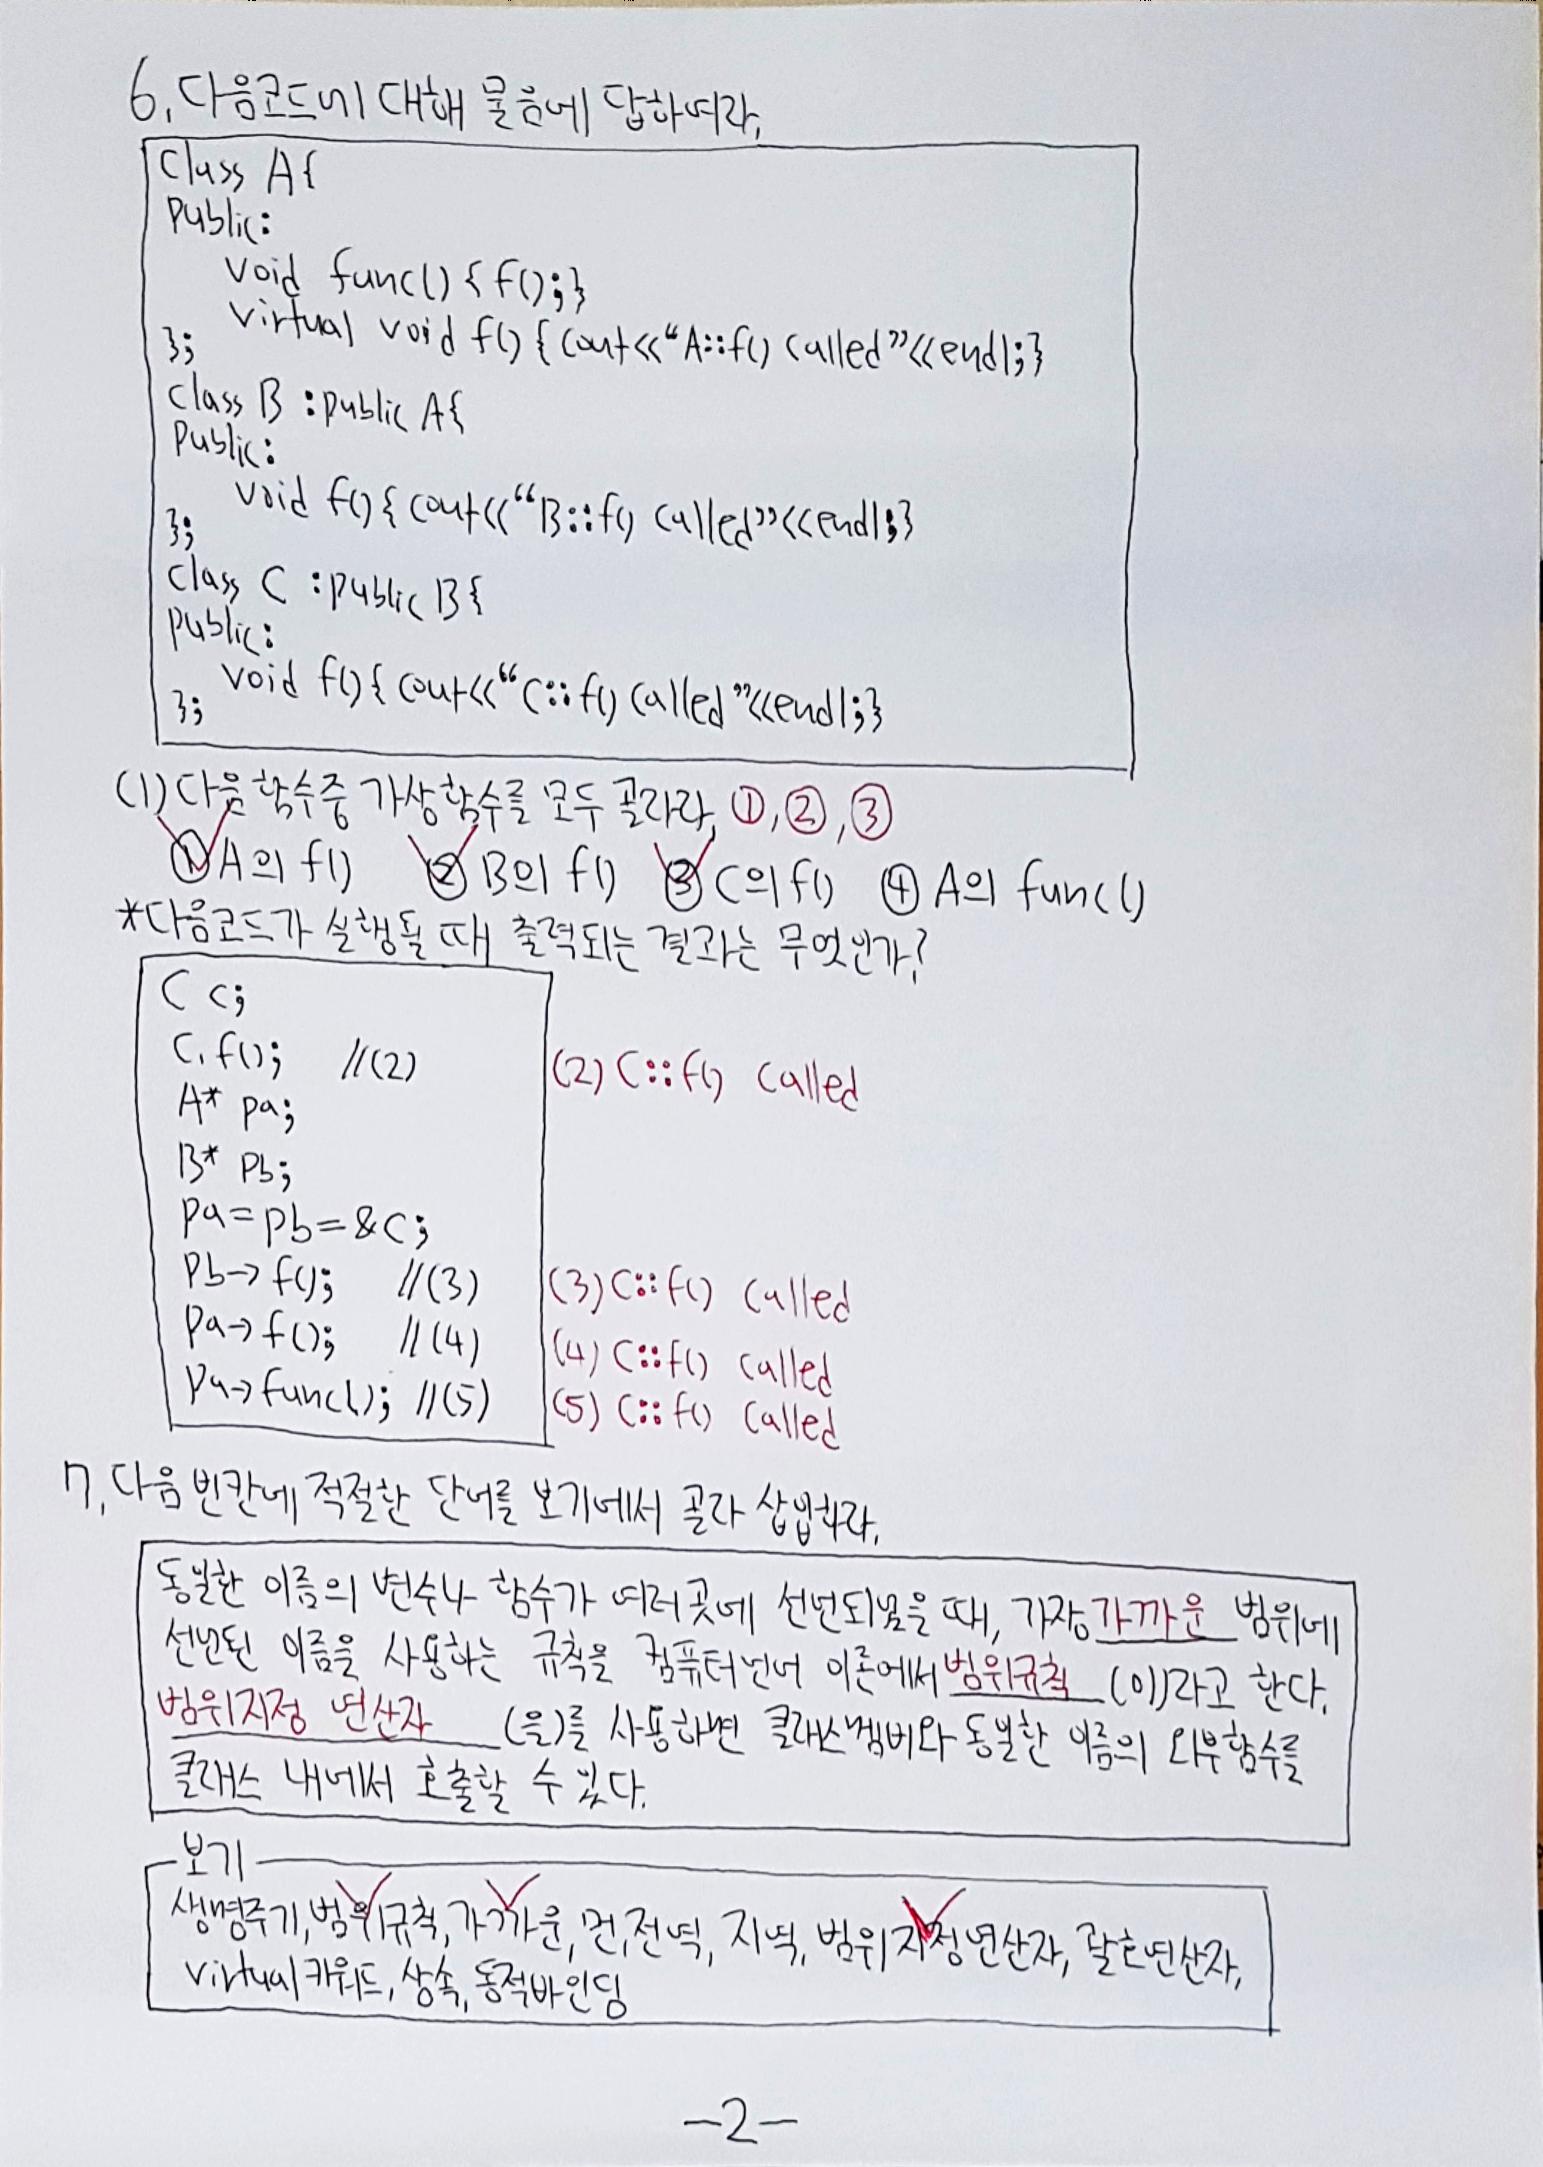 6. 다음코드에 대해 물음에 답하여라.
class A{
public:
void func() { f(); }
virtual void f() { cout<<"A::f() called"<<endl; }
};
class B : public A{
public:
void f() { cout<<"B::f() called"<<endl; }
};
class C : public B{
public:
void f() { cout<<"C::f() called"<<endl; }
};
(1) 다음 함수중 가상함수를 모두 골라라. ①, ②, ③
① A의 f() ② B의 f() ③ C의 f() ④ A의 func()
*다음코드가 실행될 때 출력되는 결과는 무엇인가?
C c;
c.f(); //(2) (2) C::f() called
A* pa;
B* pb;
pa=pb=&c;
pb->f(); //(3) (3) C::f() called
pa->f(); //(4) (4) C::f() called
pa->func(); //(5) (5) C::f() called
7. 다음 빈칸에 적절한 단어를 보기에서 골라 삽입하라.
동일한 이름의 변수나 함수가 여러곳에 선언되었을 때, 가장 가까운 범위에
선언된 이름을 사용하는 규칙을 컴퓨터언어 이론에서 범위규칙 (이)라고 한다.
범위지정 연산자 (을)를 사용하면 클래스멤버와 동일한 이름의 외부함수를
클래스 내에서 호출할 수 있다.
보기
생명주기, 범위규칙, 가까운, 먼, 전역, 지역, 범위지정연산자, 괄호연산자,
virtual키워드, 상속, 동적바인딩
-2-